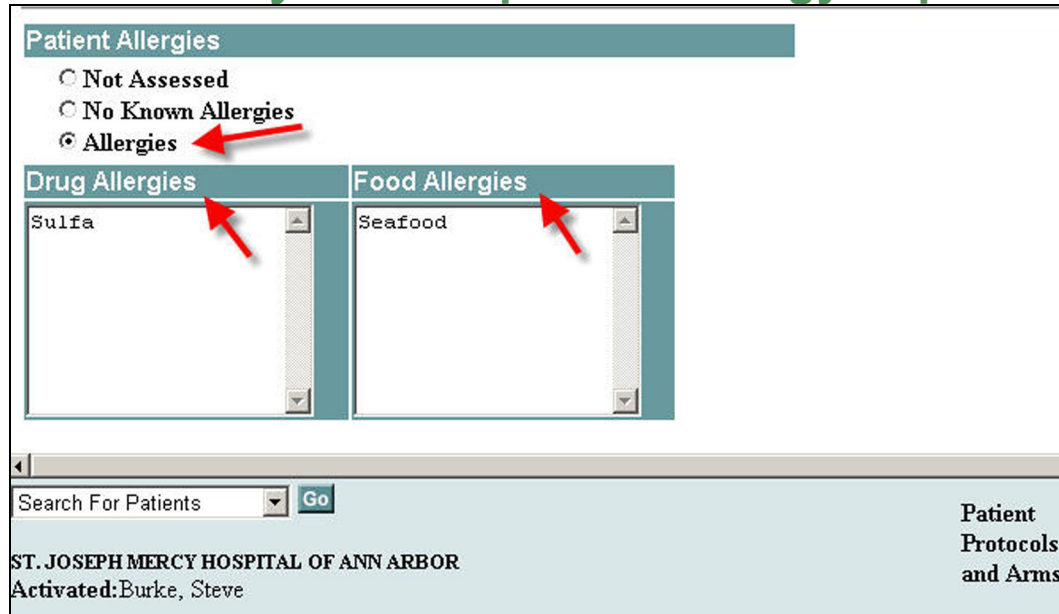 Patient Allergies
Not Assessed
No Known Allergies
Allergies
Drug Allergies Food Allergies
Sulfa Seafood
Search For Patients Go
Patient
Protocols
and Arms
ST. JOSEPH MERCY HOSPITAL OF ANN ARBOR
Activated:Burke, Steve